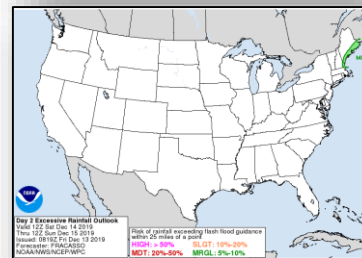 Day 2 Excessive Rainfall Outlook
Valid 12Z Sat Dec 14 2019
Thru 12Z Sun Dec 15 2019
Issued: 0819Z Fri Dec 13 2019
Forecaster: FRACASSO
NOAA/NWS/NCEP/WPC
Risk of rainfall exceeding flash flood guidance
within 25 miles of a point
HIGH: > 50% SLGT: 10%-20%
MDT: 20%-50% MRGL: 5%-10%